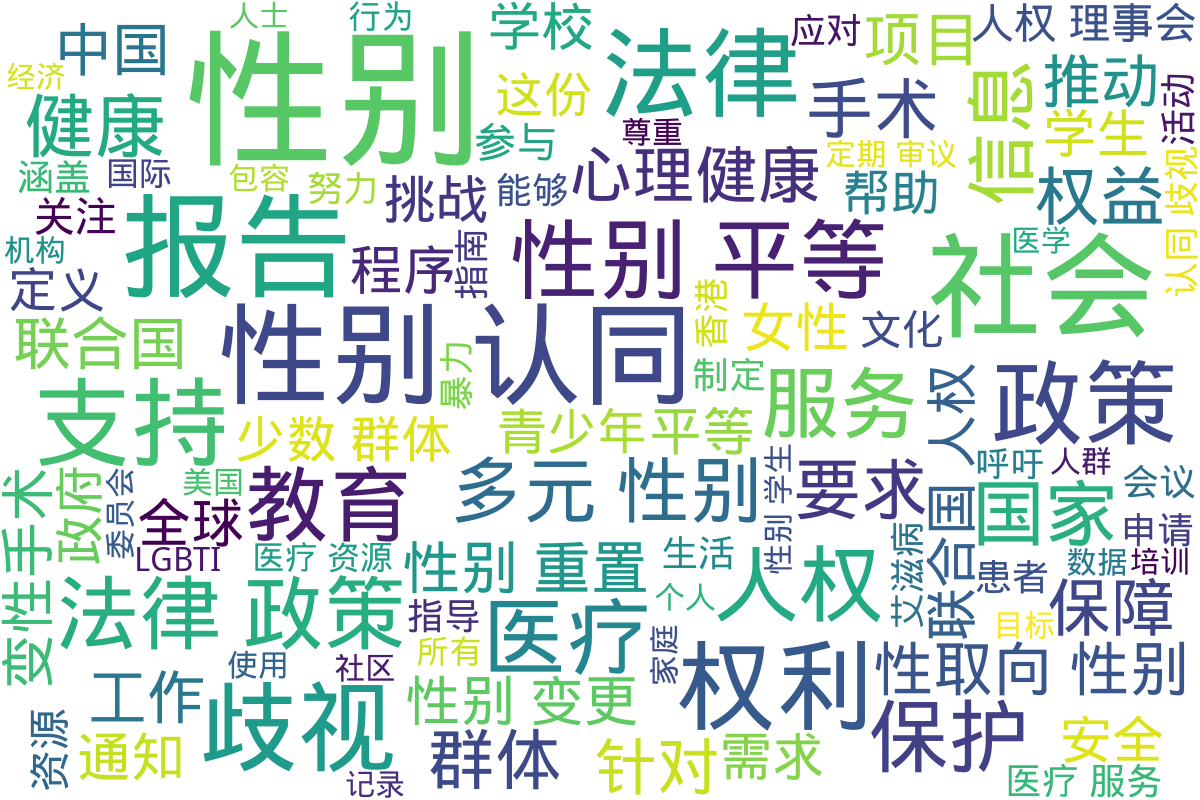 人士
行为
学校
应对
项目
人权 理事会
中国
性别
法律
经济
健康
这份
手术
信息
推动
活动
参与
尊重
学生
涵盖
国际
包容
努力
挑战
能够
心理健康
定期 审议
帮助
权益
歧视
关注
报告
性别 平等
社会
医学
认同
机构
定义
程序
指南
香港
女性
文化
联合国
性别 认同
暴力
制定
服务
人权
政策
支持
少数 群体
青少年
平等
变性手术
政府
委员会
美国
教育
多元 性别
性别 学生
要求
呼吁
人群
会议
全球
LGBTI
国家
联合国
申请
医疗 资源
性别 重置
生活
艾滋病
数据
培训
患者
法律 政策
指导
医疗
个人
人权
保障
目标
资源
使用
社区
所有
家庭
权利
性取向 性别
工作
歧视
性别 变更
保护
通知
群体
针对
需求
安全
记录
医疗 服务